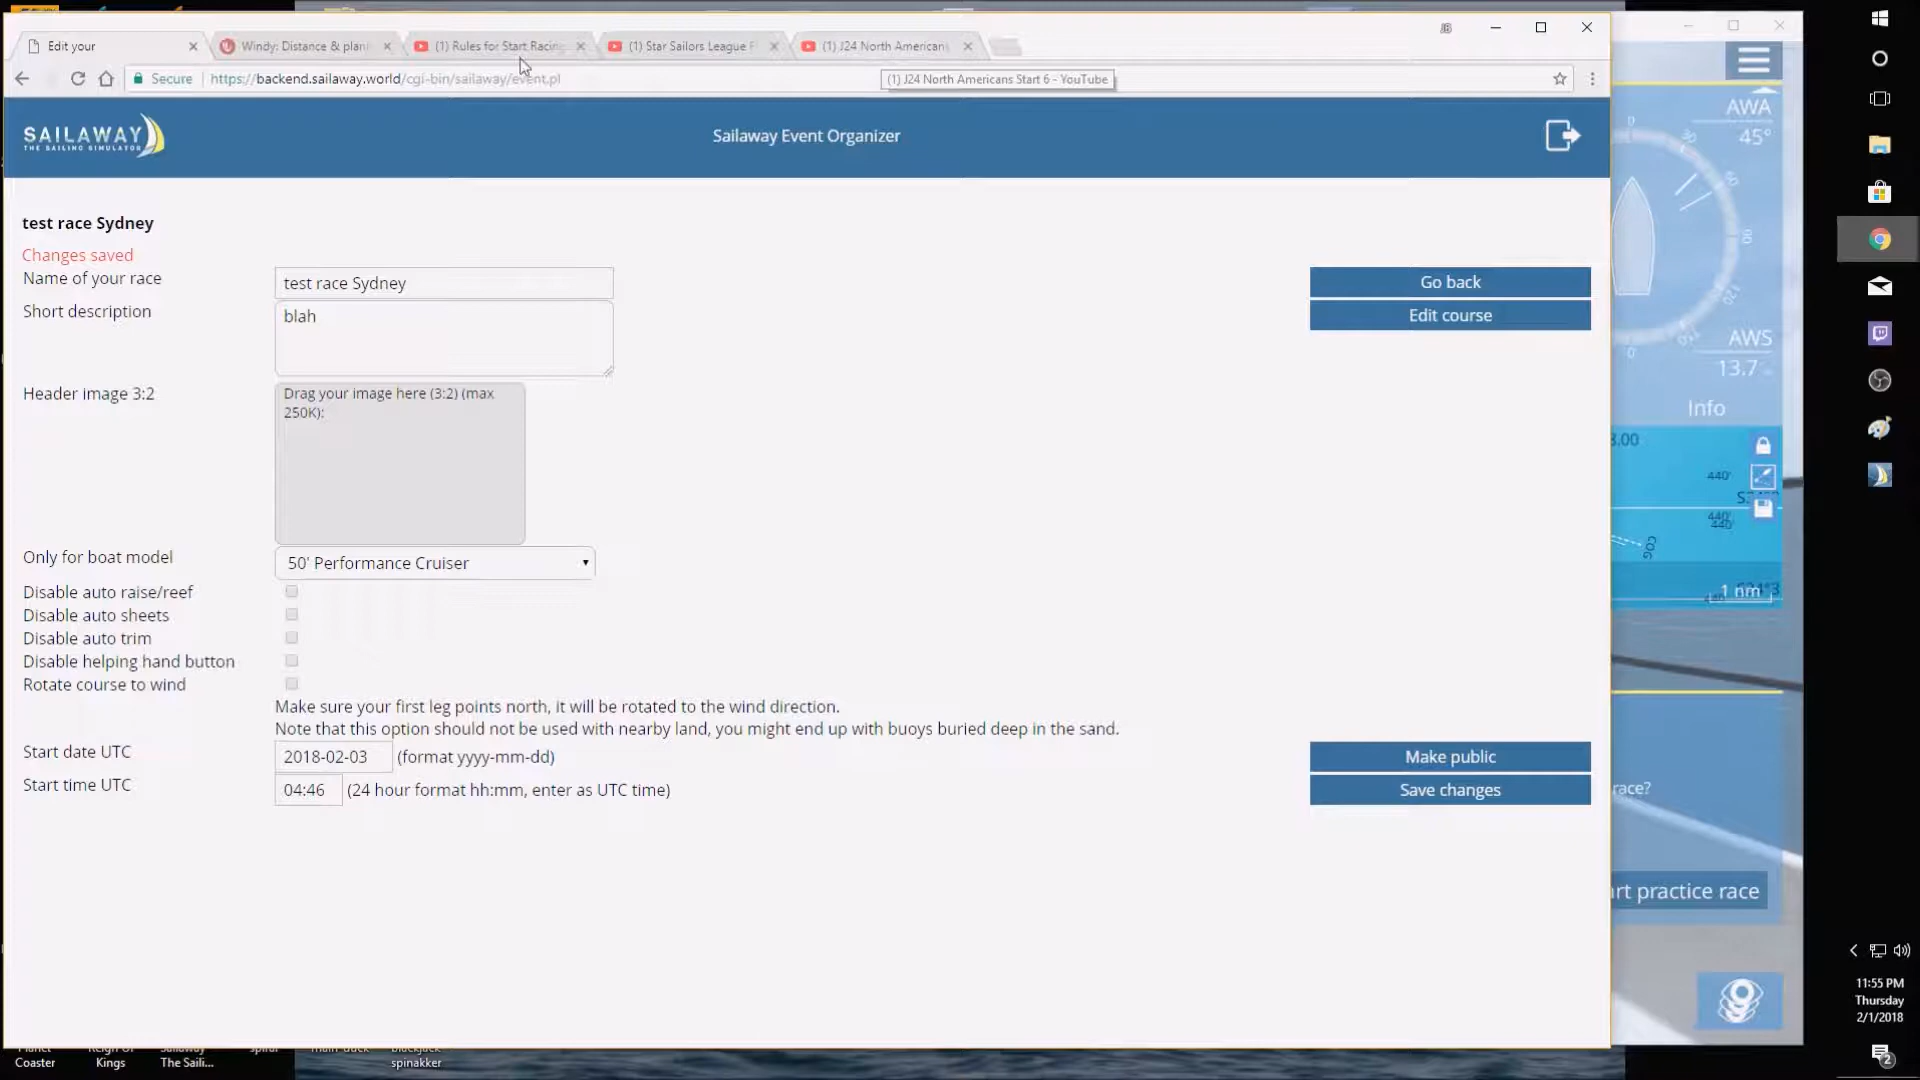 Edit your
Windy: Distance & plan
(1) Rules for Start Racing
(1) Star Sailors League F
(1) J24 North American
Secure https://backend.sailaway.world/cgi-bin/sailaway/event.pl
(1) J24 North Americans Start 6 - YouTube
SAILAWAY
THE SAILING SIMULATOR
Sailaway Event Organizer
test race Sydney
Changes saved
Name of your race
test race Sydney
Go back
Short description
blah
Edit course
Header image 3:2
Drag your image here (3:2) (max
250K):
Only for boat model
50' Performance Cruiser
Disable auto raise/reef
Disable auto sheets
Disable auto trim
Disable helping hand button
Rotate course to wind
Make sure your first leg points north, it will be rotated to the wind direction.
Note that this option should not be used with nearby land, you might end up with buoys buried deep in the sand.
Start date UTC
2018-02-03 (format yyyy-mm-dd)
Make public
Start time UTC
04:46 (24 hour format hh:mm, enter as UTC time)
Save changes
AWA
45°
AWS
13.7
Info
440'
440'
COG
1 nm
race?
rt practice race
11:55 PM
Thursday
2/1/2018
2
Coaster
Kings
The Saili...
spinakker